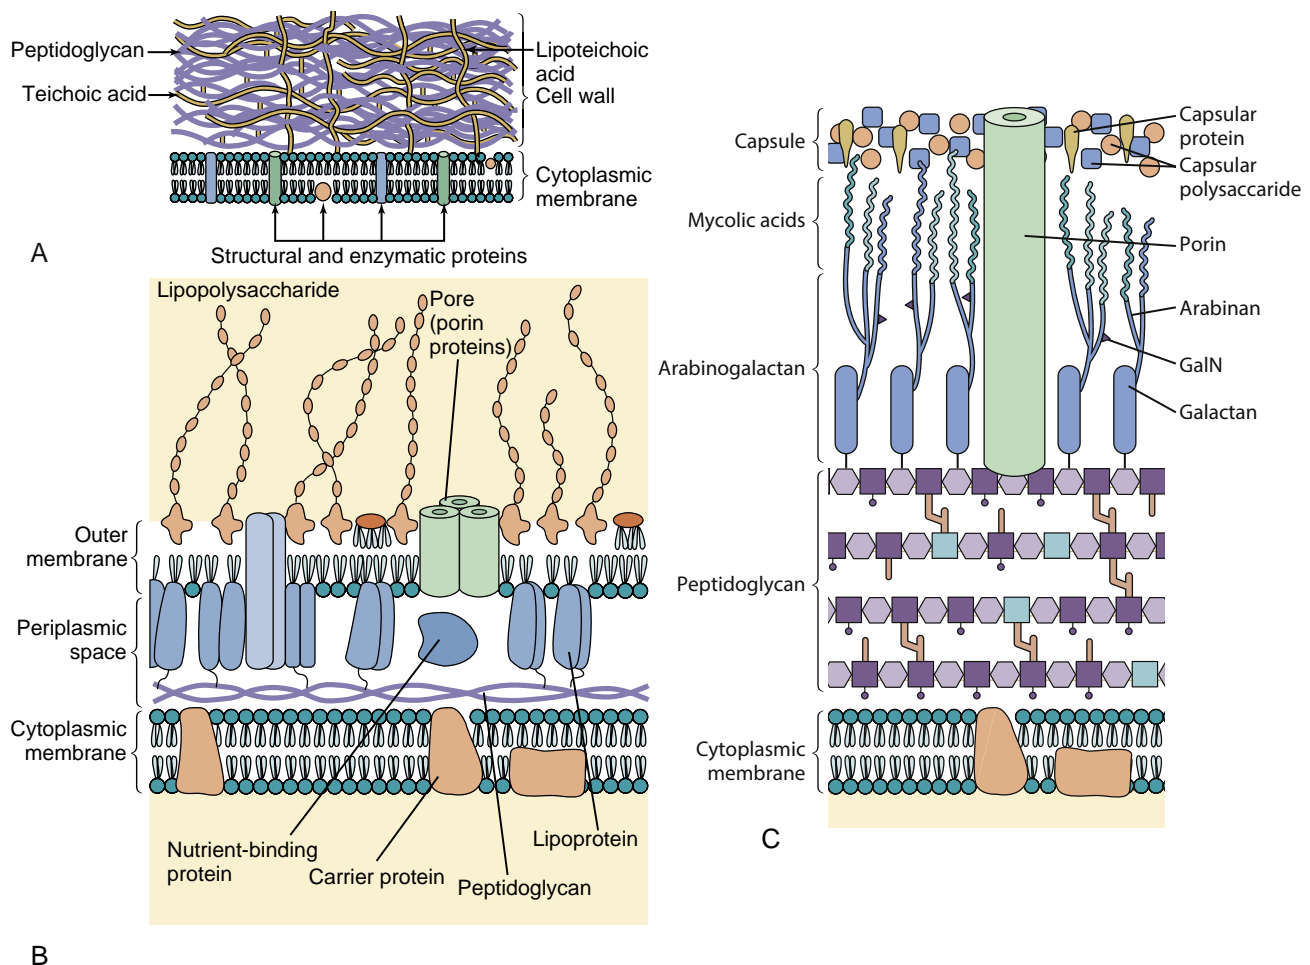 Peptidoglycan
Teichoic acid
Lipoteichoic
acid
Cell wall
Cytoplasmic
membrane
Structural and enzymatic proteins
A
Lipopolysaccharide
Pore
(porin
proteins)
Outer
membrane
Periplasmic
space
Cytoplasmic
membrane
Nutrient-binding
protein
Carrier protein
Peptidoglycan
Lipoprotein
B
Capsule
Mycolic acids
Arabinogalactan
Peptidoglycan
Cytoplasmic
membrane
Capsular
protein
Capsular
polysaccaride
Porin
Arabinan
GalN
Galactan
C